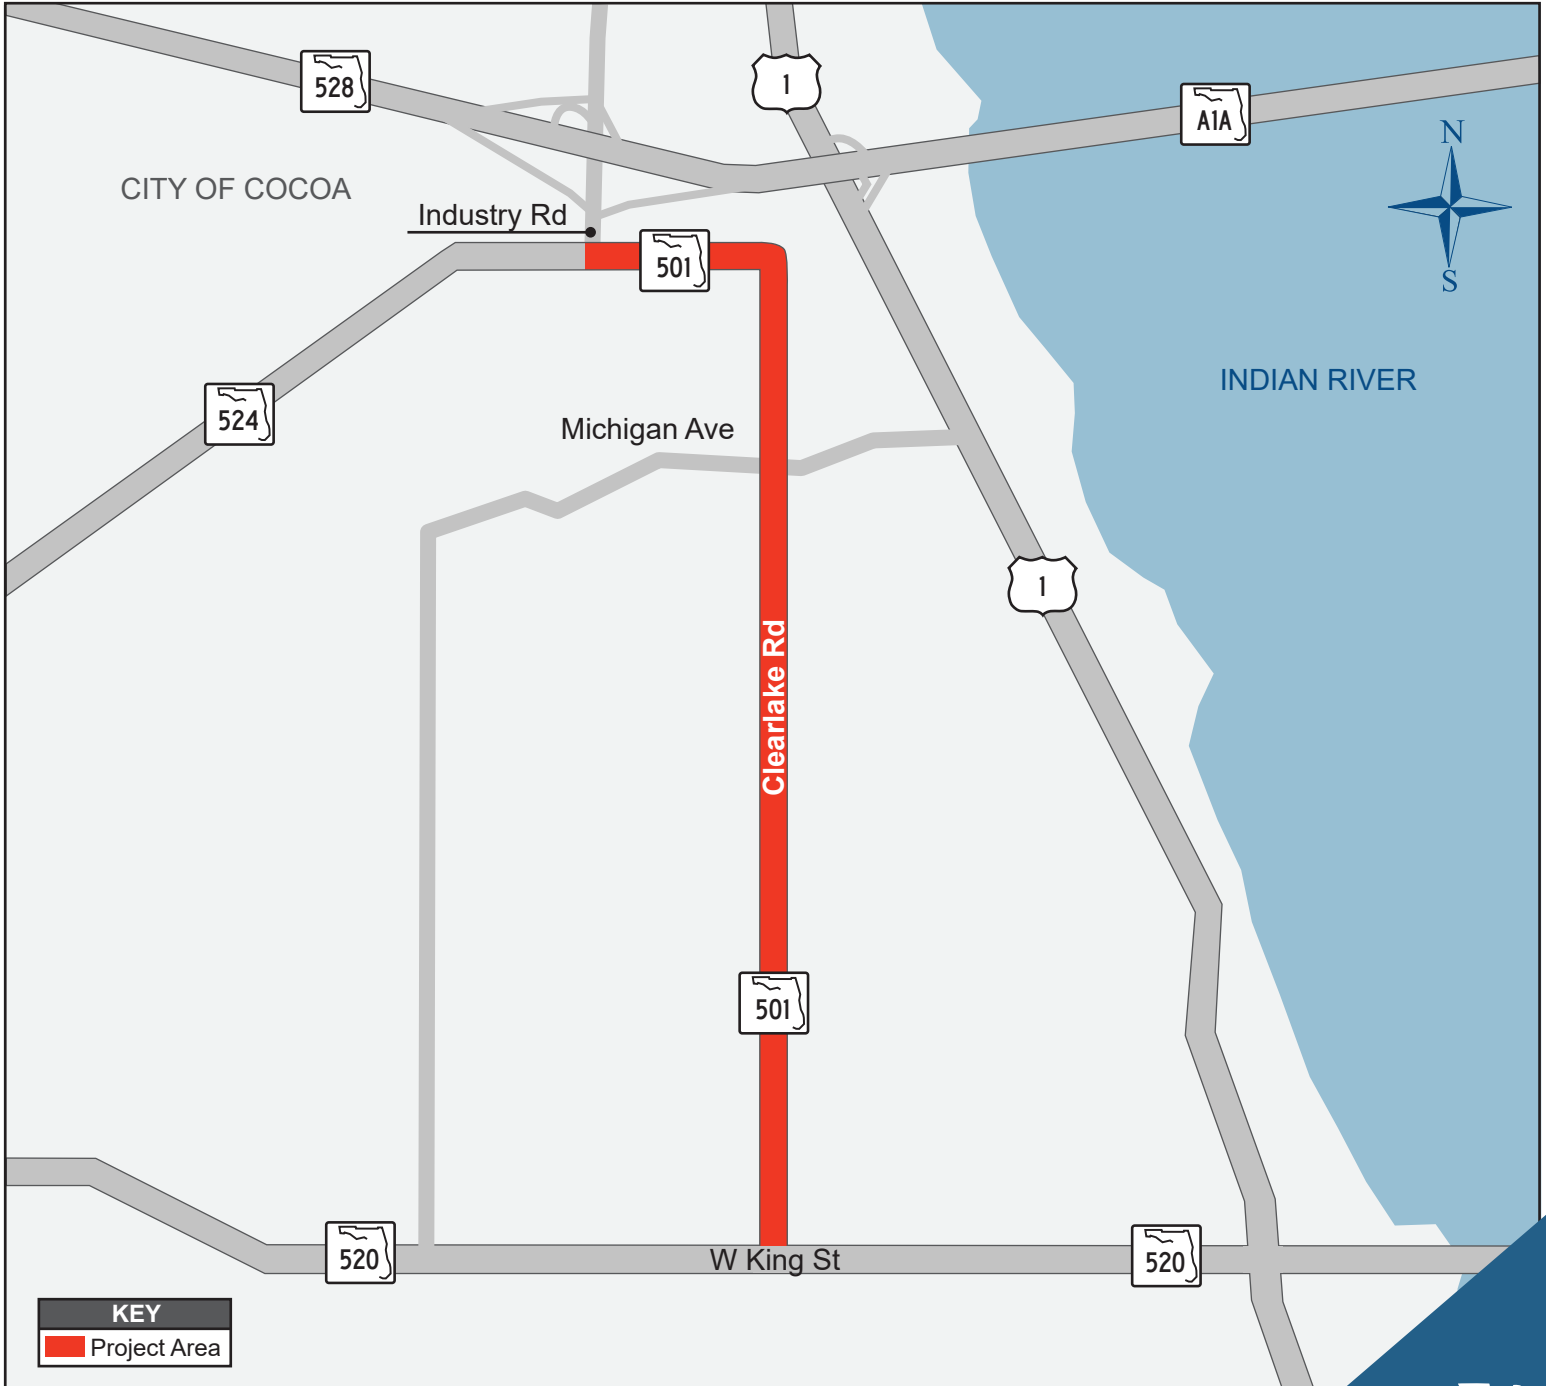 528
1
A1A
N
CITY OF COCOA
Industry Rd
501
S
INDIAN RIVER
524
Michigan Ave
1
Clearlake Rd
501
520
W King St
520
KEY
Project Area